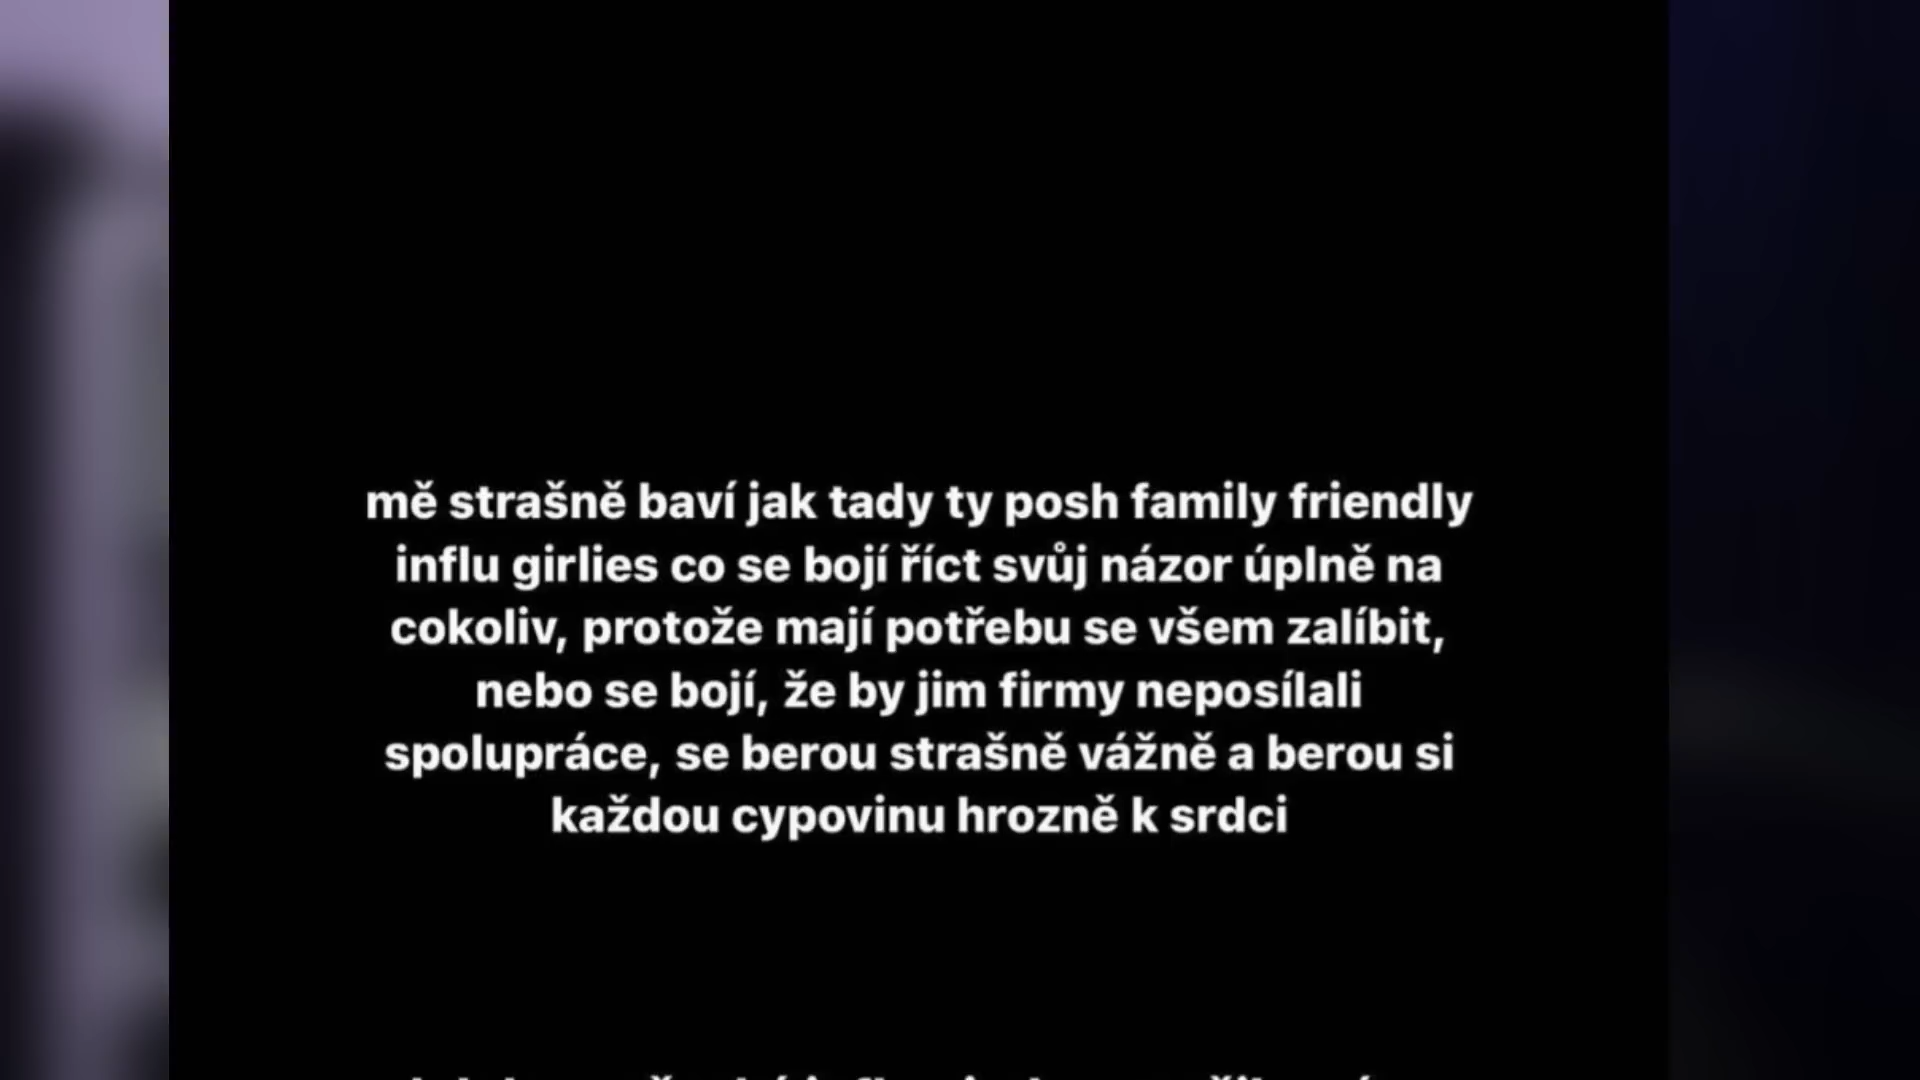 mě strašně baví jak tady ty posh family friendly
influ girlies co se bojí říct svůj názor úplně na
cokoliv, protože mají potřebu se všem zalíbit,
nebo se bojí, že by jim firmy neposílali
spolupráce, se berou strašně vážně a berou si
každou cypovinu hrozně k srdci